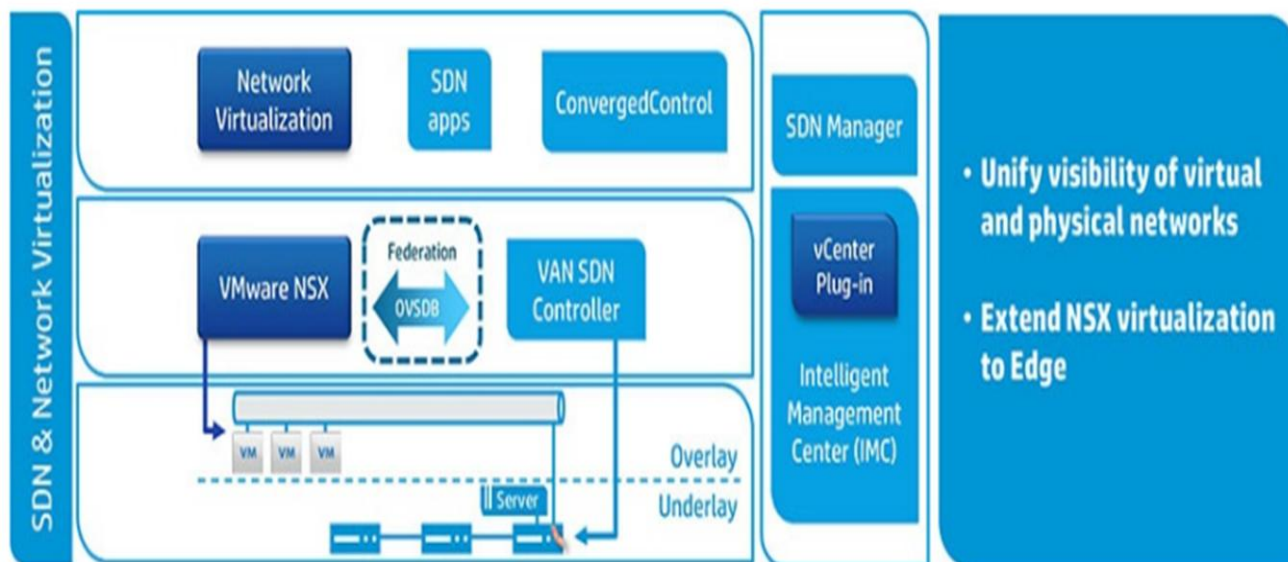 SDN & Network Virtualization
Network
Virtualization
SDN
apps
ConvergedControl
VMware NSX
Federation
OVSDB
VAN SDN
Controller
VM
VM
VM
Overlay
Underlay
Server
SDN Manager
vCenter
Plug-in
Intelligent
Management
Center (IMC)
• Unify visibility of virtual
and physical networks
• Extend NSX virtualization
to Edge